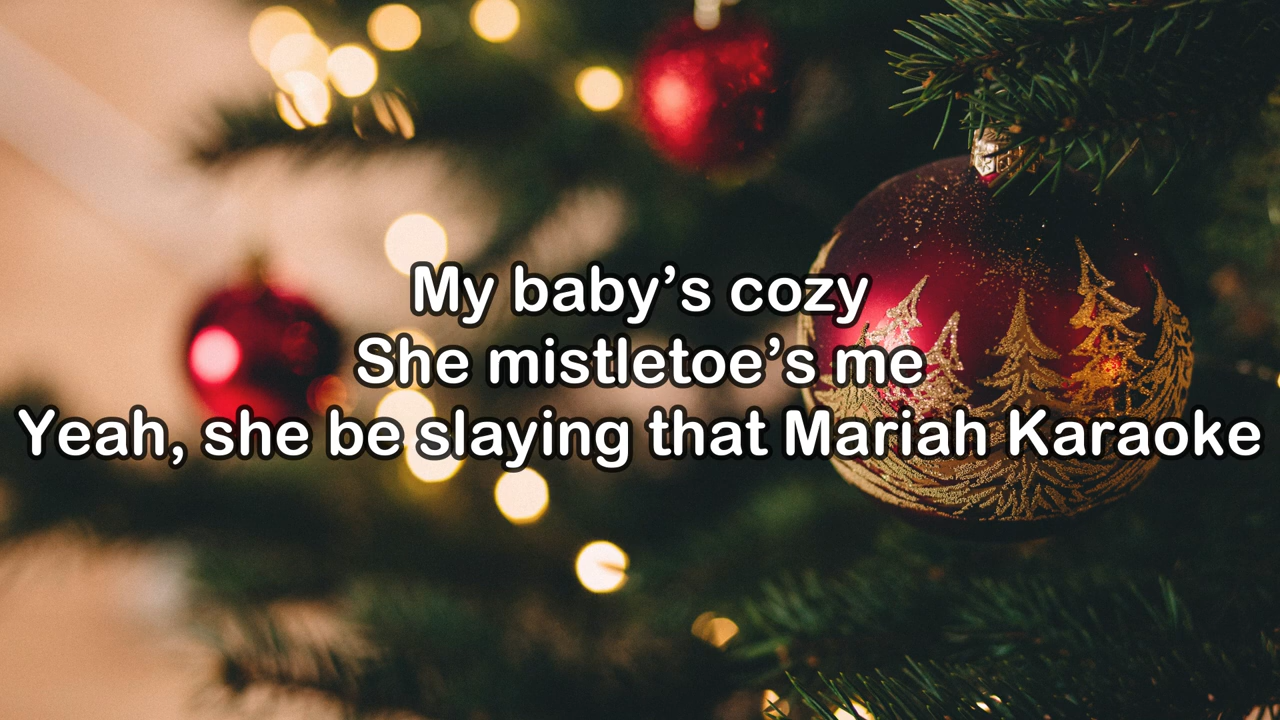 My baby’s cozy
She mistletoe’s me
Yeah, she be slaying that Mariah Karaoke